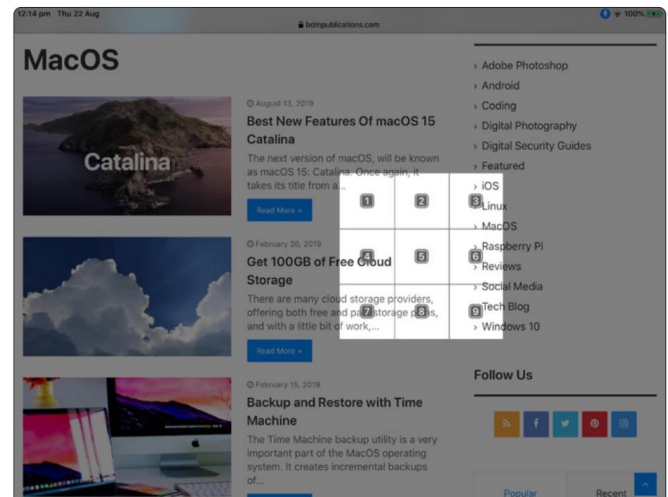 12:14 pm Thu 22 Aug
100%
bdmpublications.com
MacOS
Catalina
August 13, 2019
Best New Features Of macOS 15
Catalina
The next version of macOS, will be known
as macOS 15: Catalina. Once again, it
takes its title from a...
Read More »
February 20, 2019
Get 100GB of Free Cloud
Storage
There are many cloud storage providers,
offering both free and paid storage plans,
and with a little bit of work,...
Read More »
February 15, 2019
Backup and Restore with Time
Machine
The Time Machine backup utility is a very
important part of the MacOS operating
system. It creates incremental backups
of...
1 2 3
4 5 6
7 8 9
› Adobe Photoshop
› Android
› Coding
› Digital Photography
› Digital Security Guides
› Featured
› iOS
› Linux
› MacOS
› Raspberry Pi
› Reviews
› Social Media
› Tech Blog
› Windows 10
Follow Us
Popular Recent